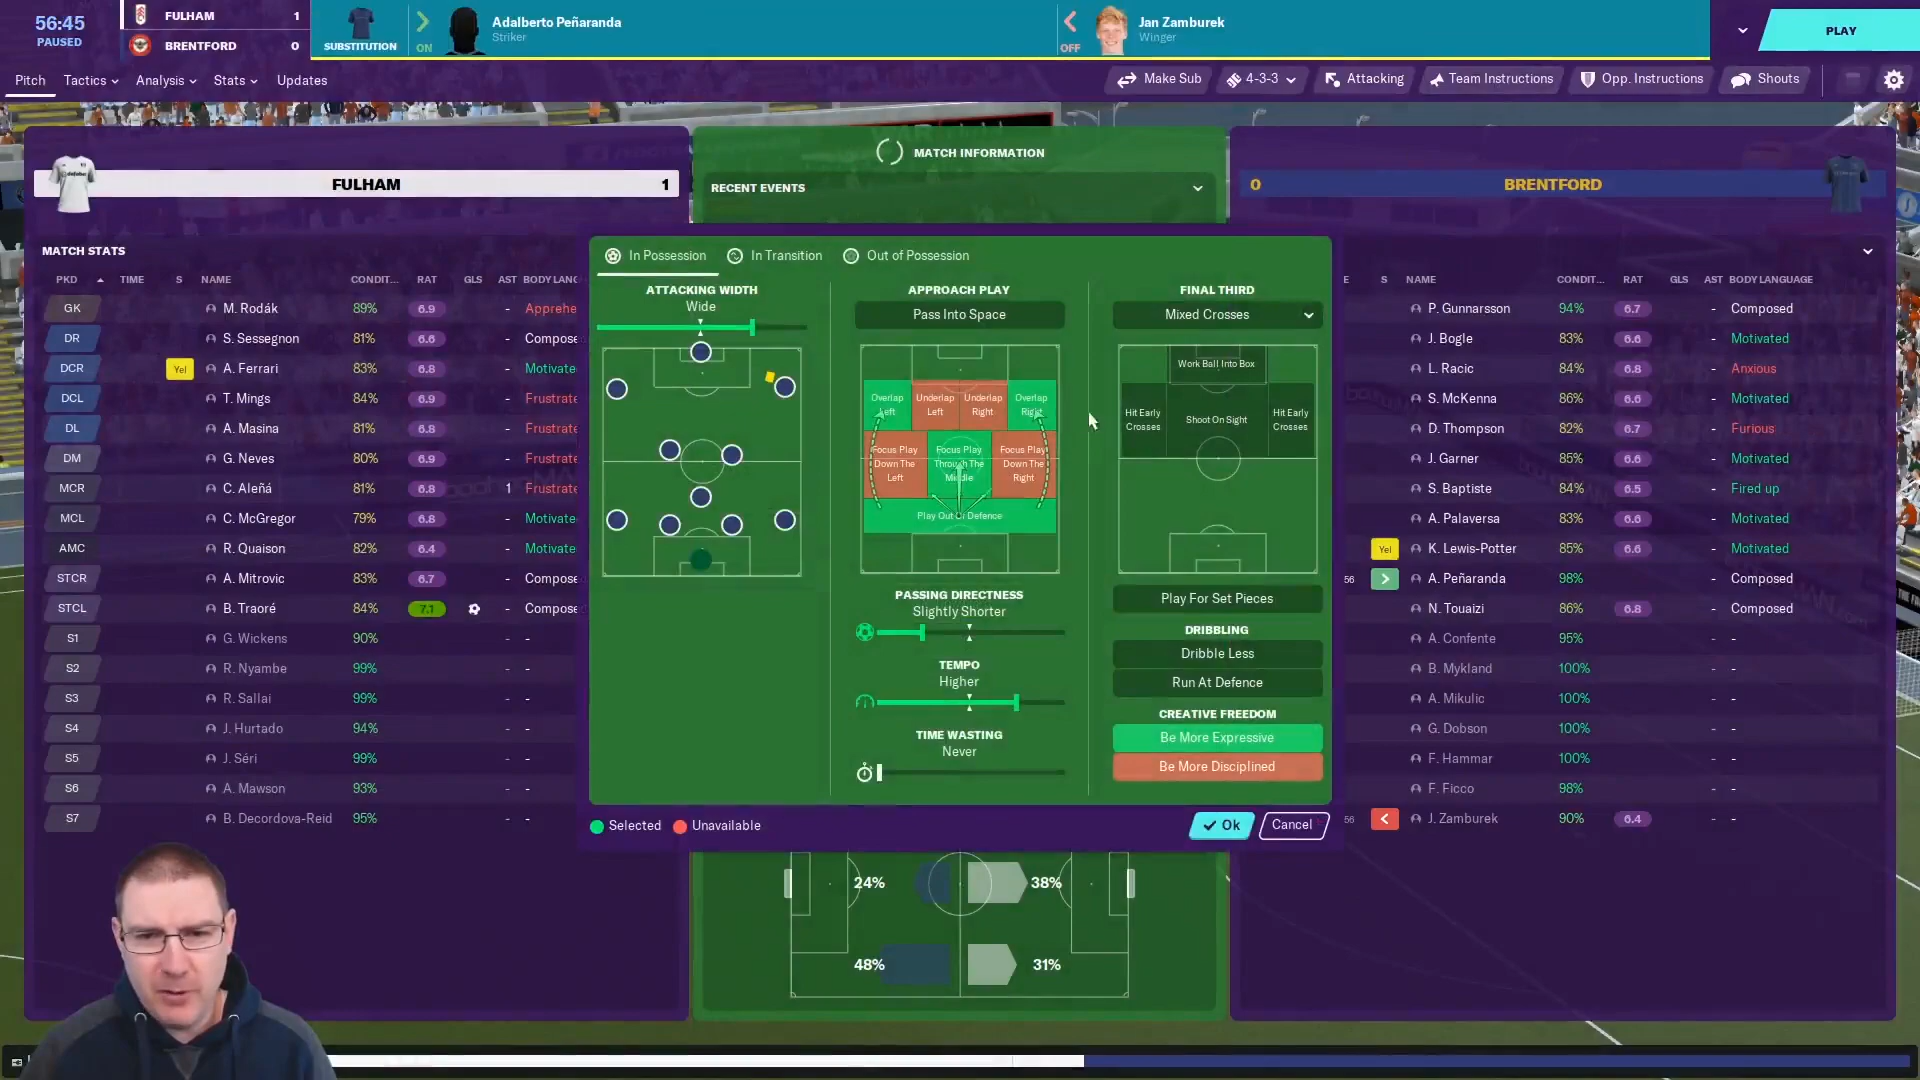 56:45
PAUSED
FULHAM 1
BRENTFORD 0
SUBSTITUTION
ON
Adalberto Peñaranda
Striker
OFF
Jan Zamburek
Winger
PLAY
Pitch Tactics Analysis Stats Updates
Make Sub 4-3-3 Attacking Team Instructions Opp. Instructions Shouts
MATCH INFORMATION
FULHAM 1
RECENT EVENTS
0 BRENTFORD
MATCH STATS
PKD TIME S NAME CONDIT... RAT GLS AST BODY LANG
GK M. Rodák 89% 6.9 - Apprehe
DR S. Sessegnon 81% 6.6 - Compose
DCR Yel A. Ferrari 83% 6.8 - Motivate
DCL T. Mings 84% 6.9 - Frustrate
DL A. Masina 81% 6.8 - Frustrate
DM G. Neves 80% 6.9 - Frustrate
MCR C. Aleñá 81% 6.8 1 Frustrate
MCL C. McGregor 79% 6.8 - Motivate
AMC R. Quaison 82% 6.4 - Motivate
STCR A. Mitrovic 83% 6.7 - Compose
STCL B. Traoré 84% 7.1 - Compose
S1 G. Wickens 90% - -
S2 R. Nyambe 99% - -
S3 R. Sallai 99% - -
S4 J. Hurtado 94% - -
S5 J. Séri 99% - -
S6 A. Mawson 93% - -
S7 B. Decordova-Reid 95% - -
In Possession In Transition Out of Possession
ATTACKING WIDTH
Wide
APPROACH PLAY
Pass Into Space
Overlap Left
Underlap Left
Underlap Right
Overlap Right
Focus Play Down The Left
Focus Play Through The Middle
Focus Play Down The Right
Play Out Of Defence
PASSING DIRECTNESS
Slightly Shorter
TEMPO
Higher
TIME WASTING
Never
FINAL THIRD
Mixed Crosses
Work Ball Into Box
Hit Early Crosses
Shoot On Sight
Hit Early Crosses
Play For Set Pieces
DRIBBLING
Dribble Less
Run At Defence
CREATIVE FREEDOM
Be More Expressive
Be More Disciplined
Selected Unavailable
Ok Cancel
E S NAME CONDIT... RAT GLS AST BODY LANGUAGE
P. Gunnarsson 94% 6.7 - Composed
J. Bogle 83% 6.6 - Motivated
L. Racic 84% 6.8 - Anxious
S. McKenna 86% 6.6 - Motivated
D. Thompson 82% 6.7 - Furious
J. Garner 85% 6.6 - Motivated
S. Baptiste 84% 6.5 - Fired up
A. Palaversa 83% 6.6 - Motivated
Yel K. Lewis-Potter 85% 6.6 - Motivated
56 A. Peñaranda 98% - Composed
N. Touaizi 86% 6.8 - Composed
A. Confente 95% - -
B. Mykland 100% - -
A. Mikulic 100% - -
G. Dobson 100% - -
F. Hammar 100% - -
F. Ficco 98% - -
56 J. Zamburek 90% 6.4 - -
24% 38%
48% 31%